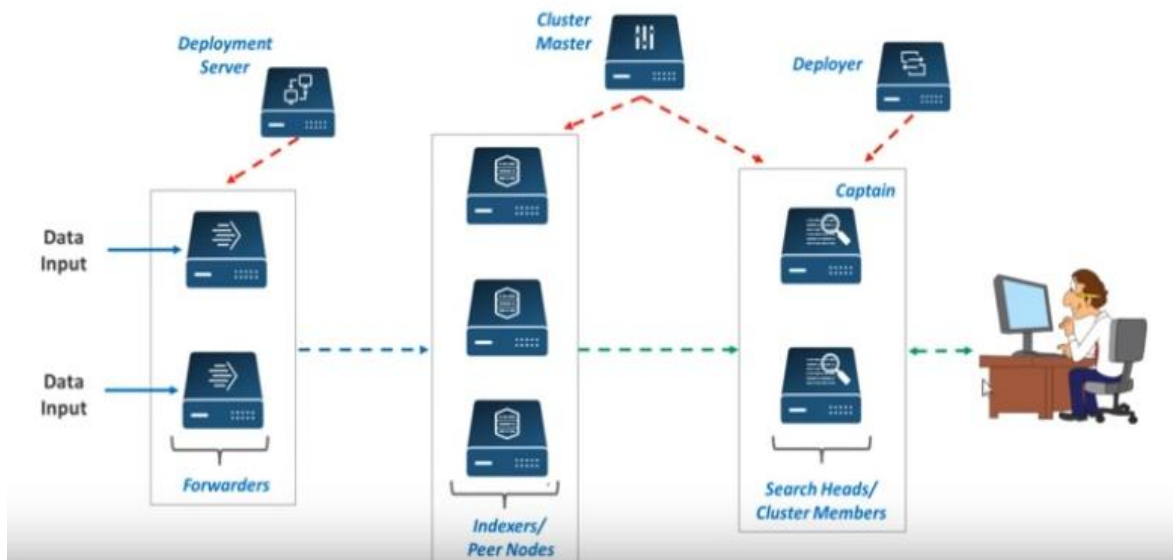 Deployment
Server
Cluster
Master
Deployer
Captain
Data
Input
Data
Input
Forwarders
Indexers/
Peer Nodes
Search Heads/
Cluster Members